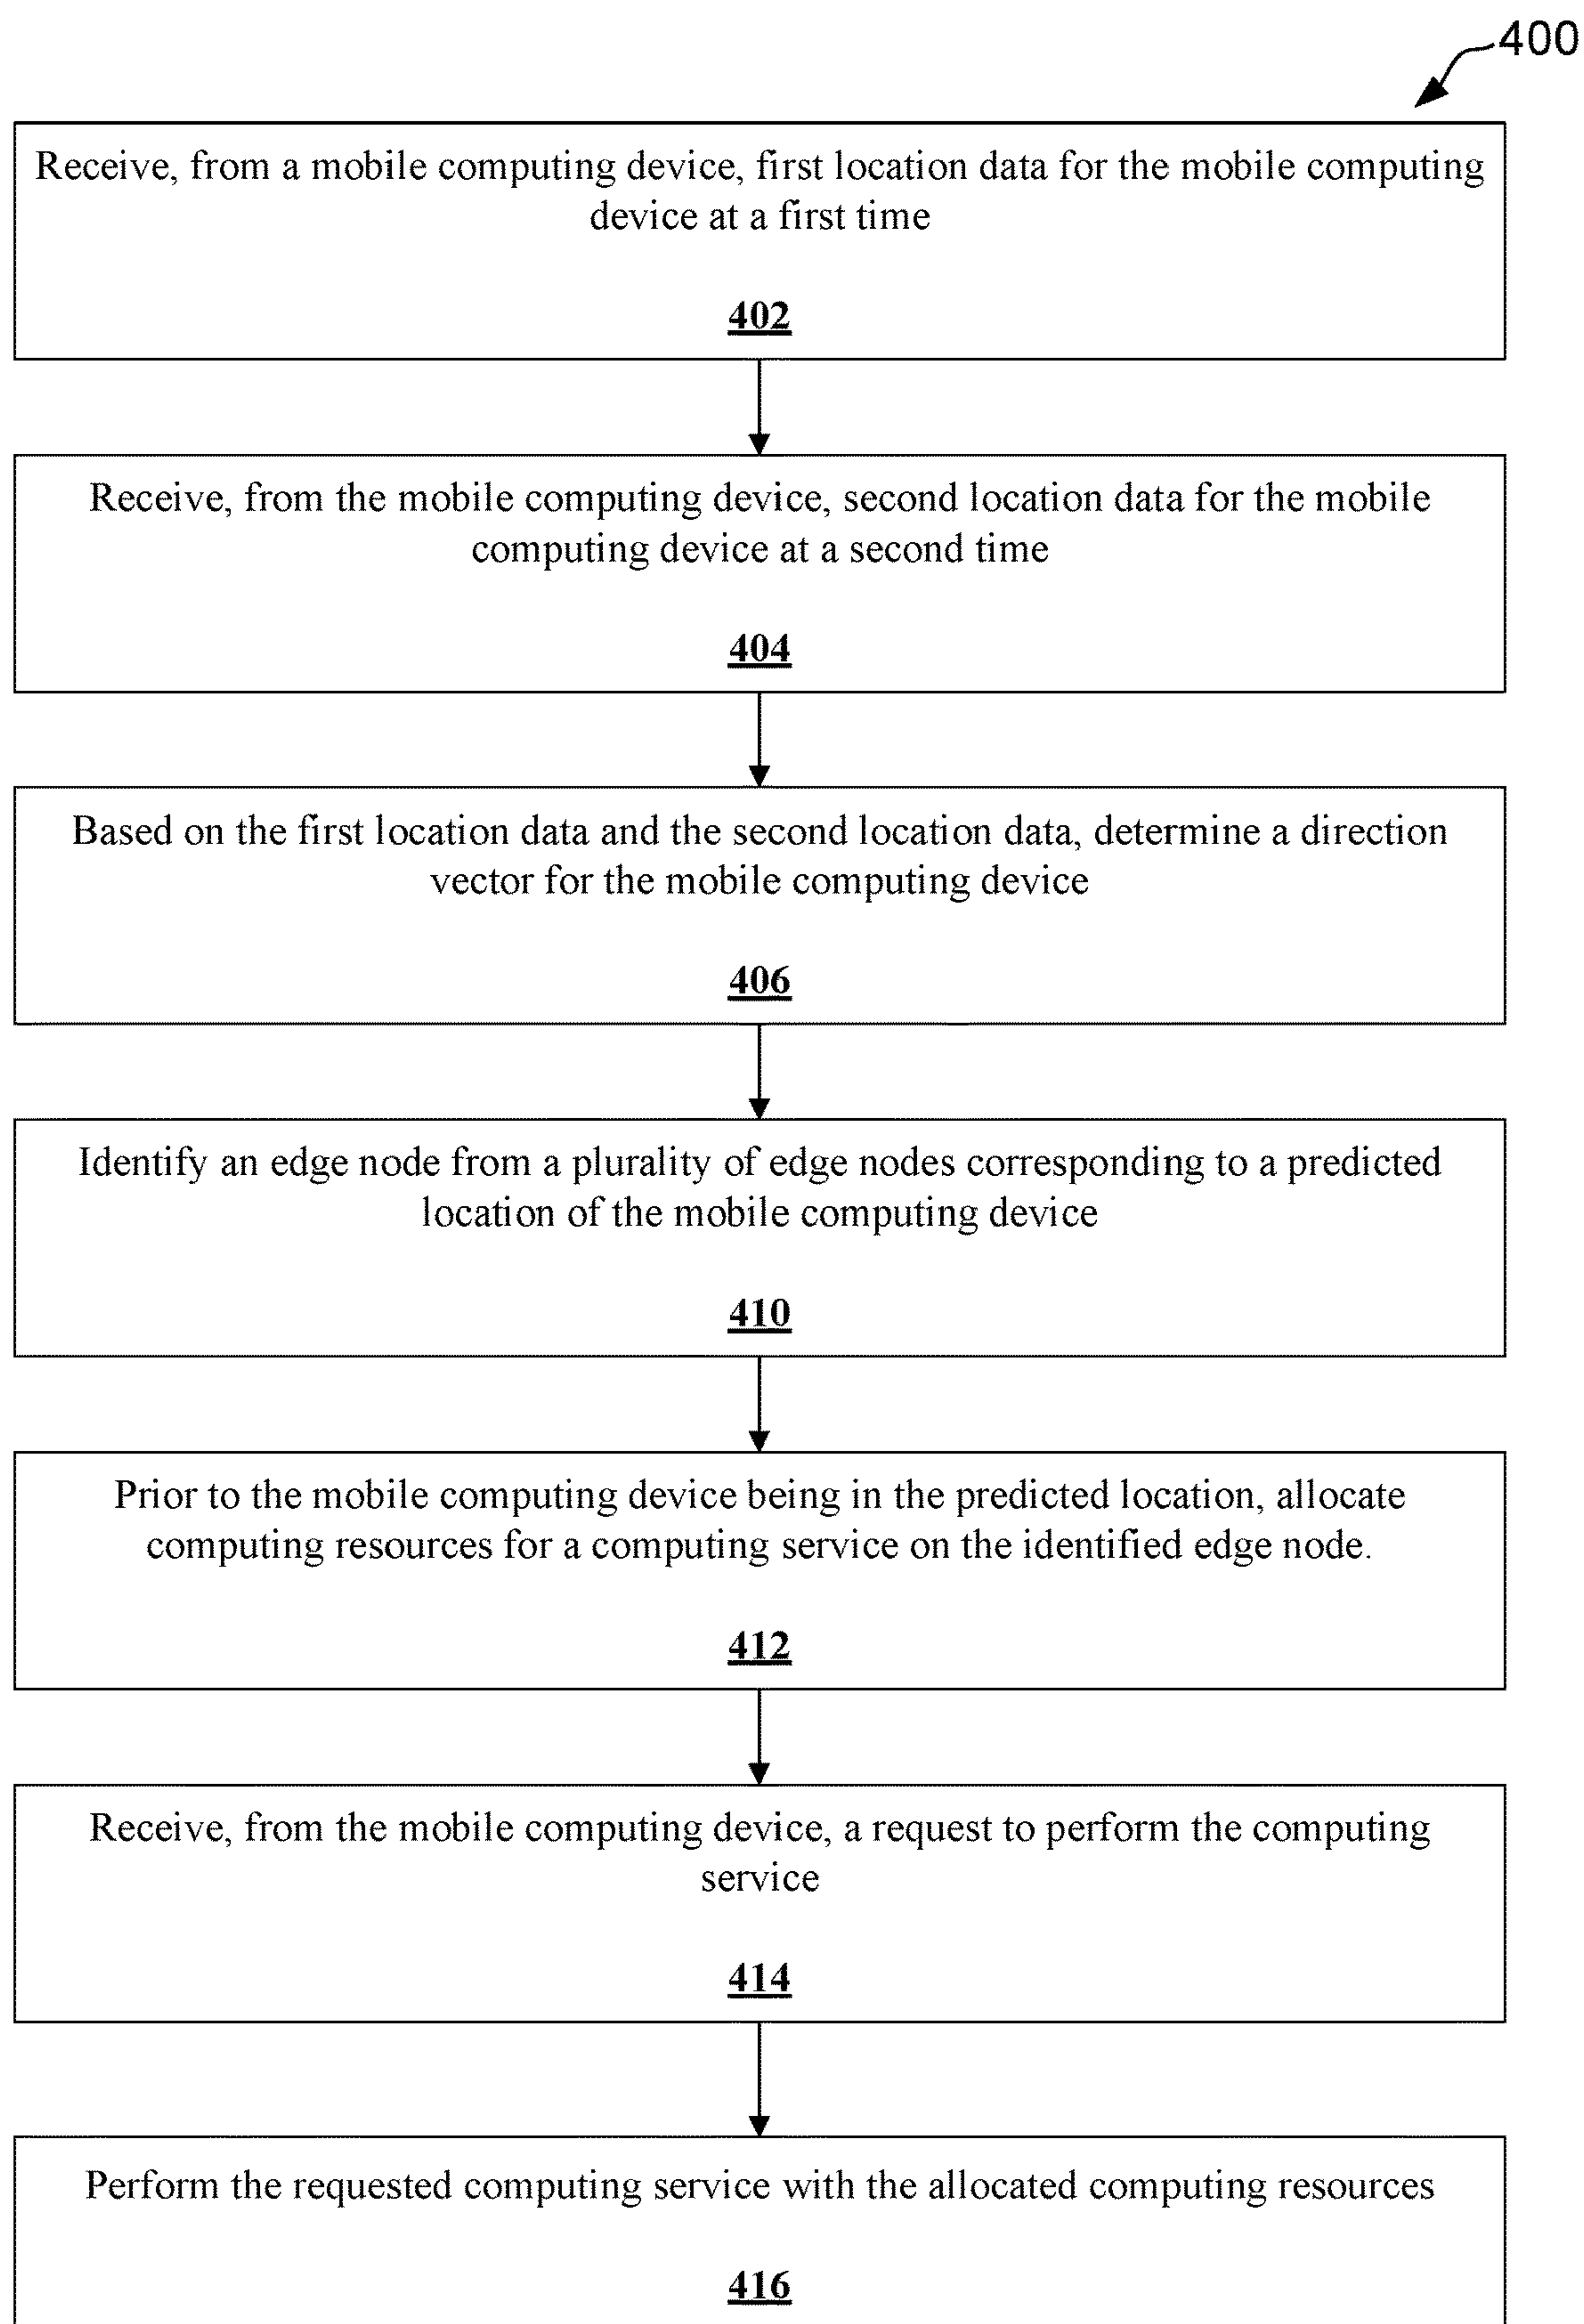 400
Receive, from a mobile computing device, first location data for the mobile computing
device at a first time
402
Receive, from the mobile computing device, second location data for the mobile
computing device at a second time
404
Based on the first location data and the second location data, determine a direction
vector for the mobile computing device
406
Identify an edge node from a plurality of edge nodes corresponding to a predicted
location of the mobile computing device
410
Prior to the mobile computing device being in the predicted location, allocate
computing resources for a computing service on the identified edge node.
412
Receive, from the mobile computing device, a request to perform the computing
service
414
Perform the requested computing service with the allocated computing resources
416